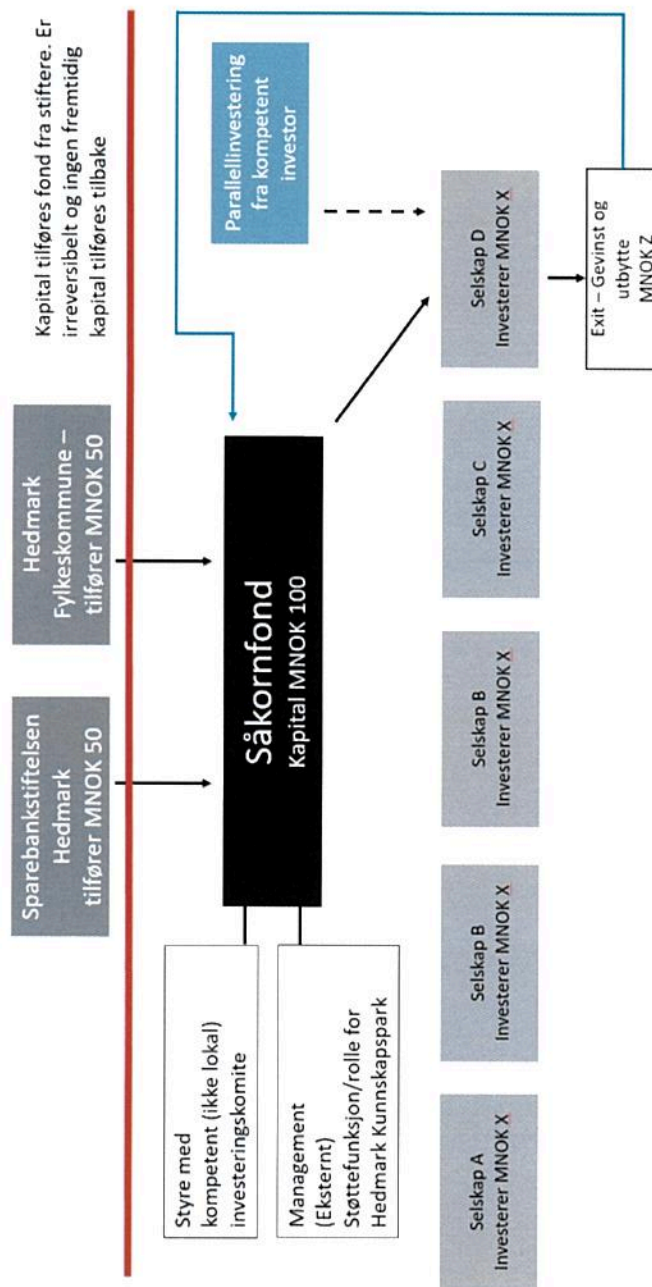 Sparebankstiftelsen
Hedmark
tilfører MNOK 50
Hedmark
Fylkeskommune –
tilfører MNOK 50
Kapital tilføres fond fra stiftere. Er
irreversibelt og ingen fremtidig
kapital tilføres tilbake
Styre med
kompetent (ikke lokal)
investeringskomite
Management
(Eksternt)
Støttefunksjon/rolle for
Hedmark Kunnskapspark
Såkornfond
Kapital MNOK 100
Parallellinvestering
fra kompetent
investor
Selskap A
Investerer MNOK X
Selskap B
Investerer MNOK X
Selskap B
Investerer MNOK X
Selskap C
Investerer MNOK X
Selskap D
Investerer MNOK X
Exit – Gevinst og
utbytte
MNOK Z